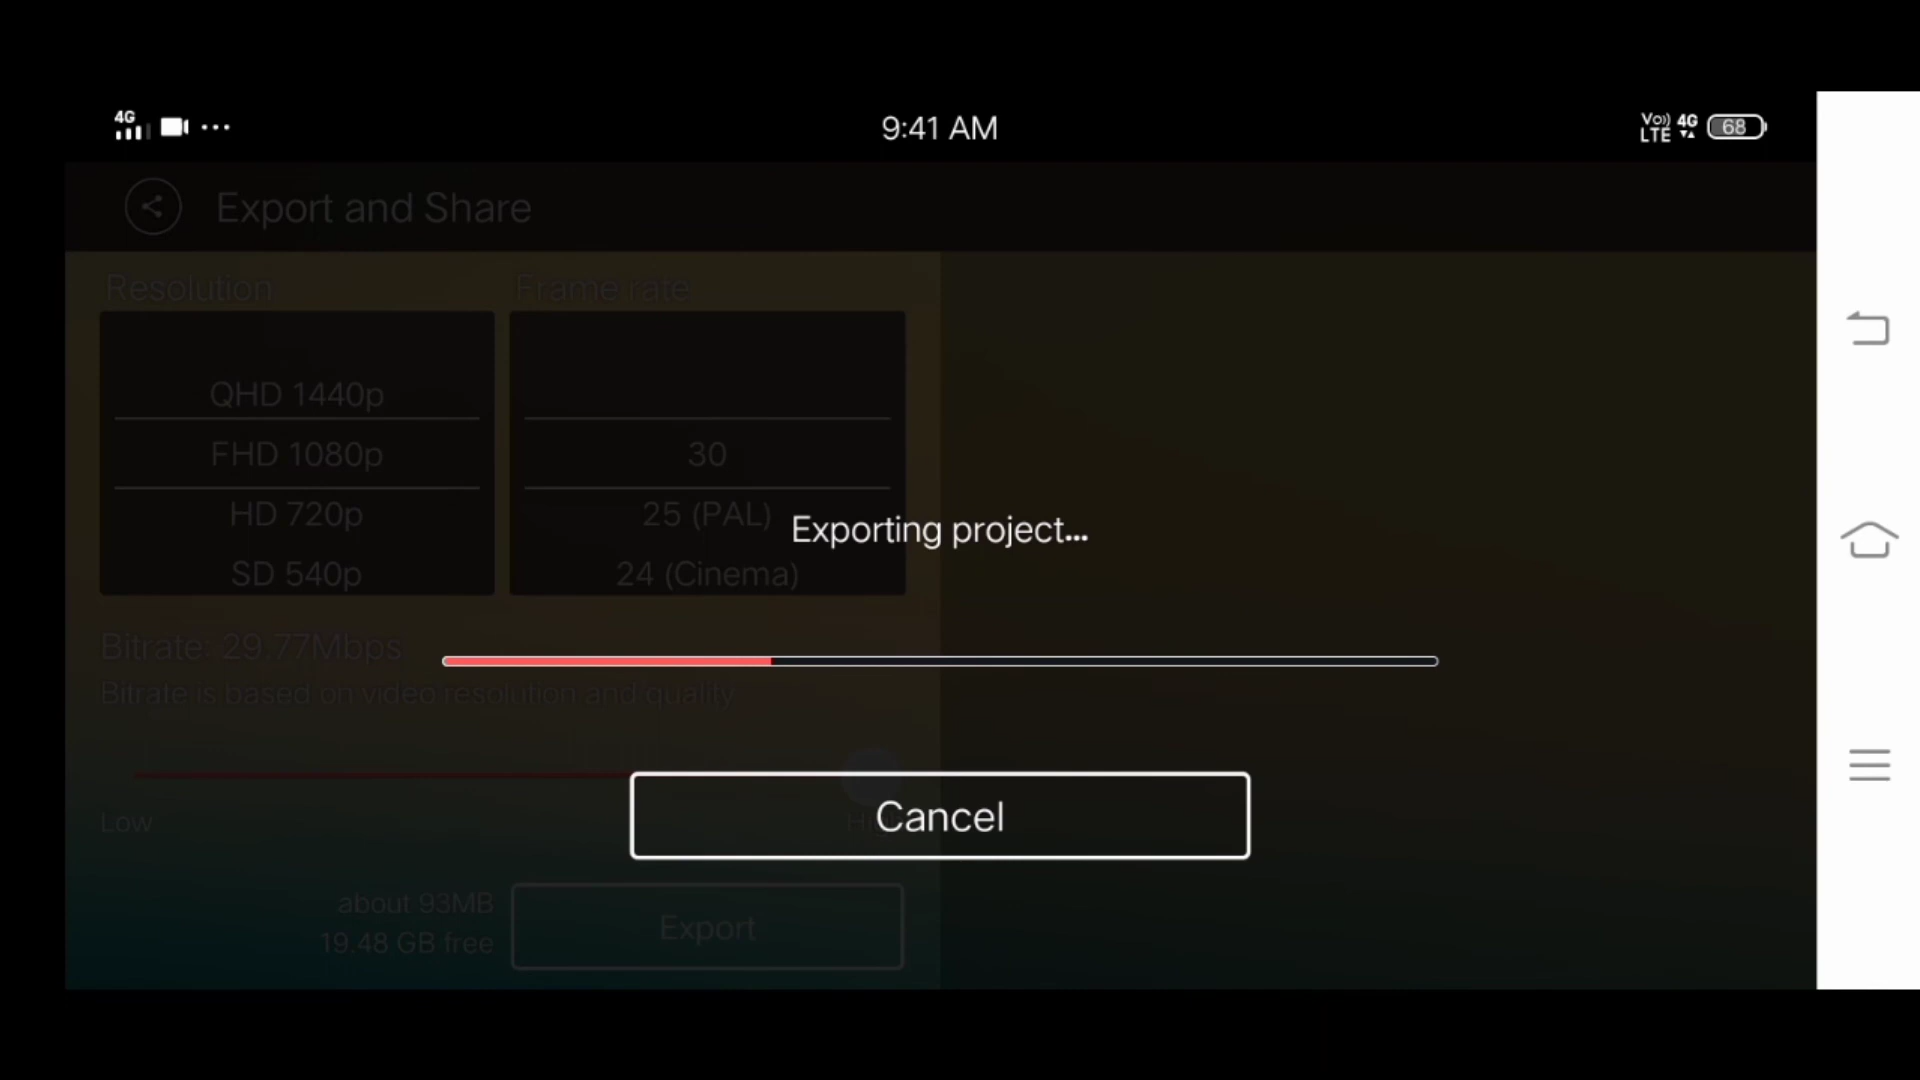 4G
9:41 AM
Vo)) LTE 4G 68
Export and Share
Resolution
Frame rate
QHD 1440p
FHD 1080p
HD 720p
SD 540p
30
25 (PAL)
24 (Cinema)
Exporting project...
Bitrate: 29.77Mbps
Bitrate is based on video resolution and quality
Low
Cancel
about 93MB
19.48 GB free
Export